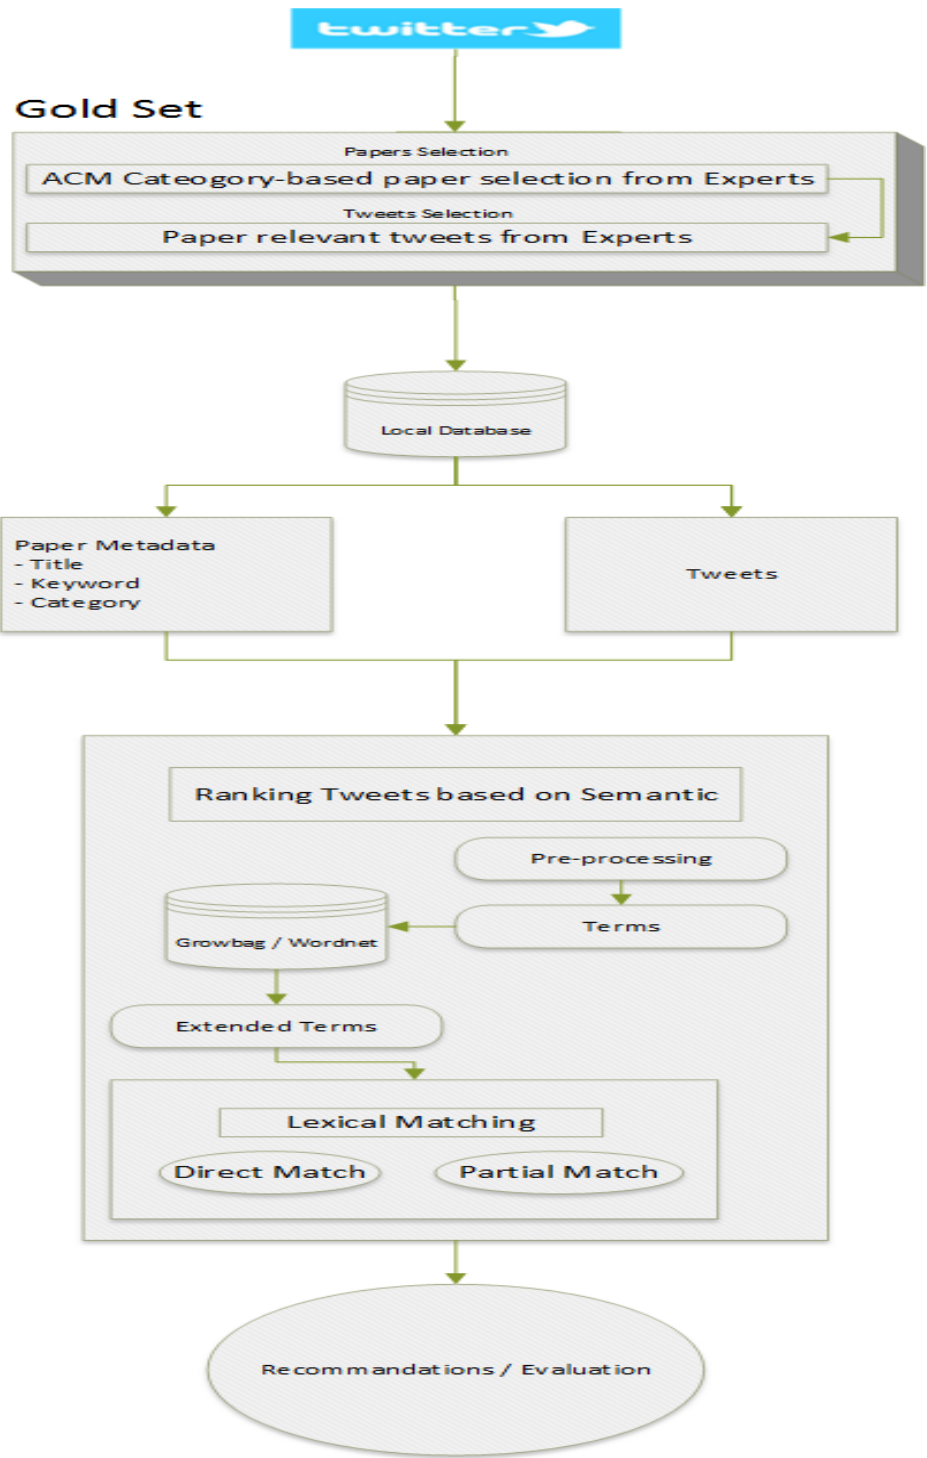 twitter
Gold Set
Papers Selection
ACM Cateogory-based paper selection from Experts
Tweets Selection
Paper relevant tweets from Experts
Local Database
Paper Metadata
- Title
- Keyword
- Category
Tweets
Ranking Tweets based on Semantic
Pre-processing
Terms
Growbag / Wordnet
Extended Terms
Lexical Matching
Direct Match
Partial Match
Recommandations / Evaluation